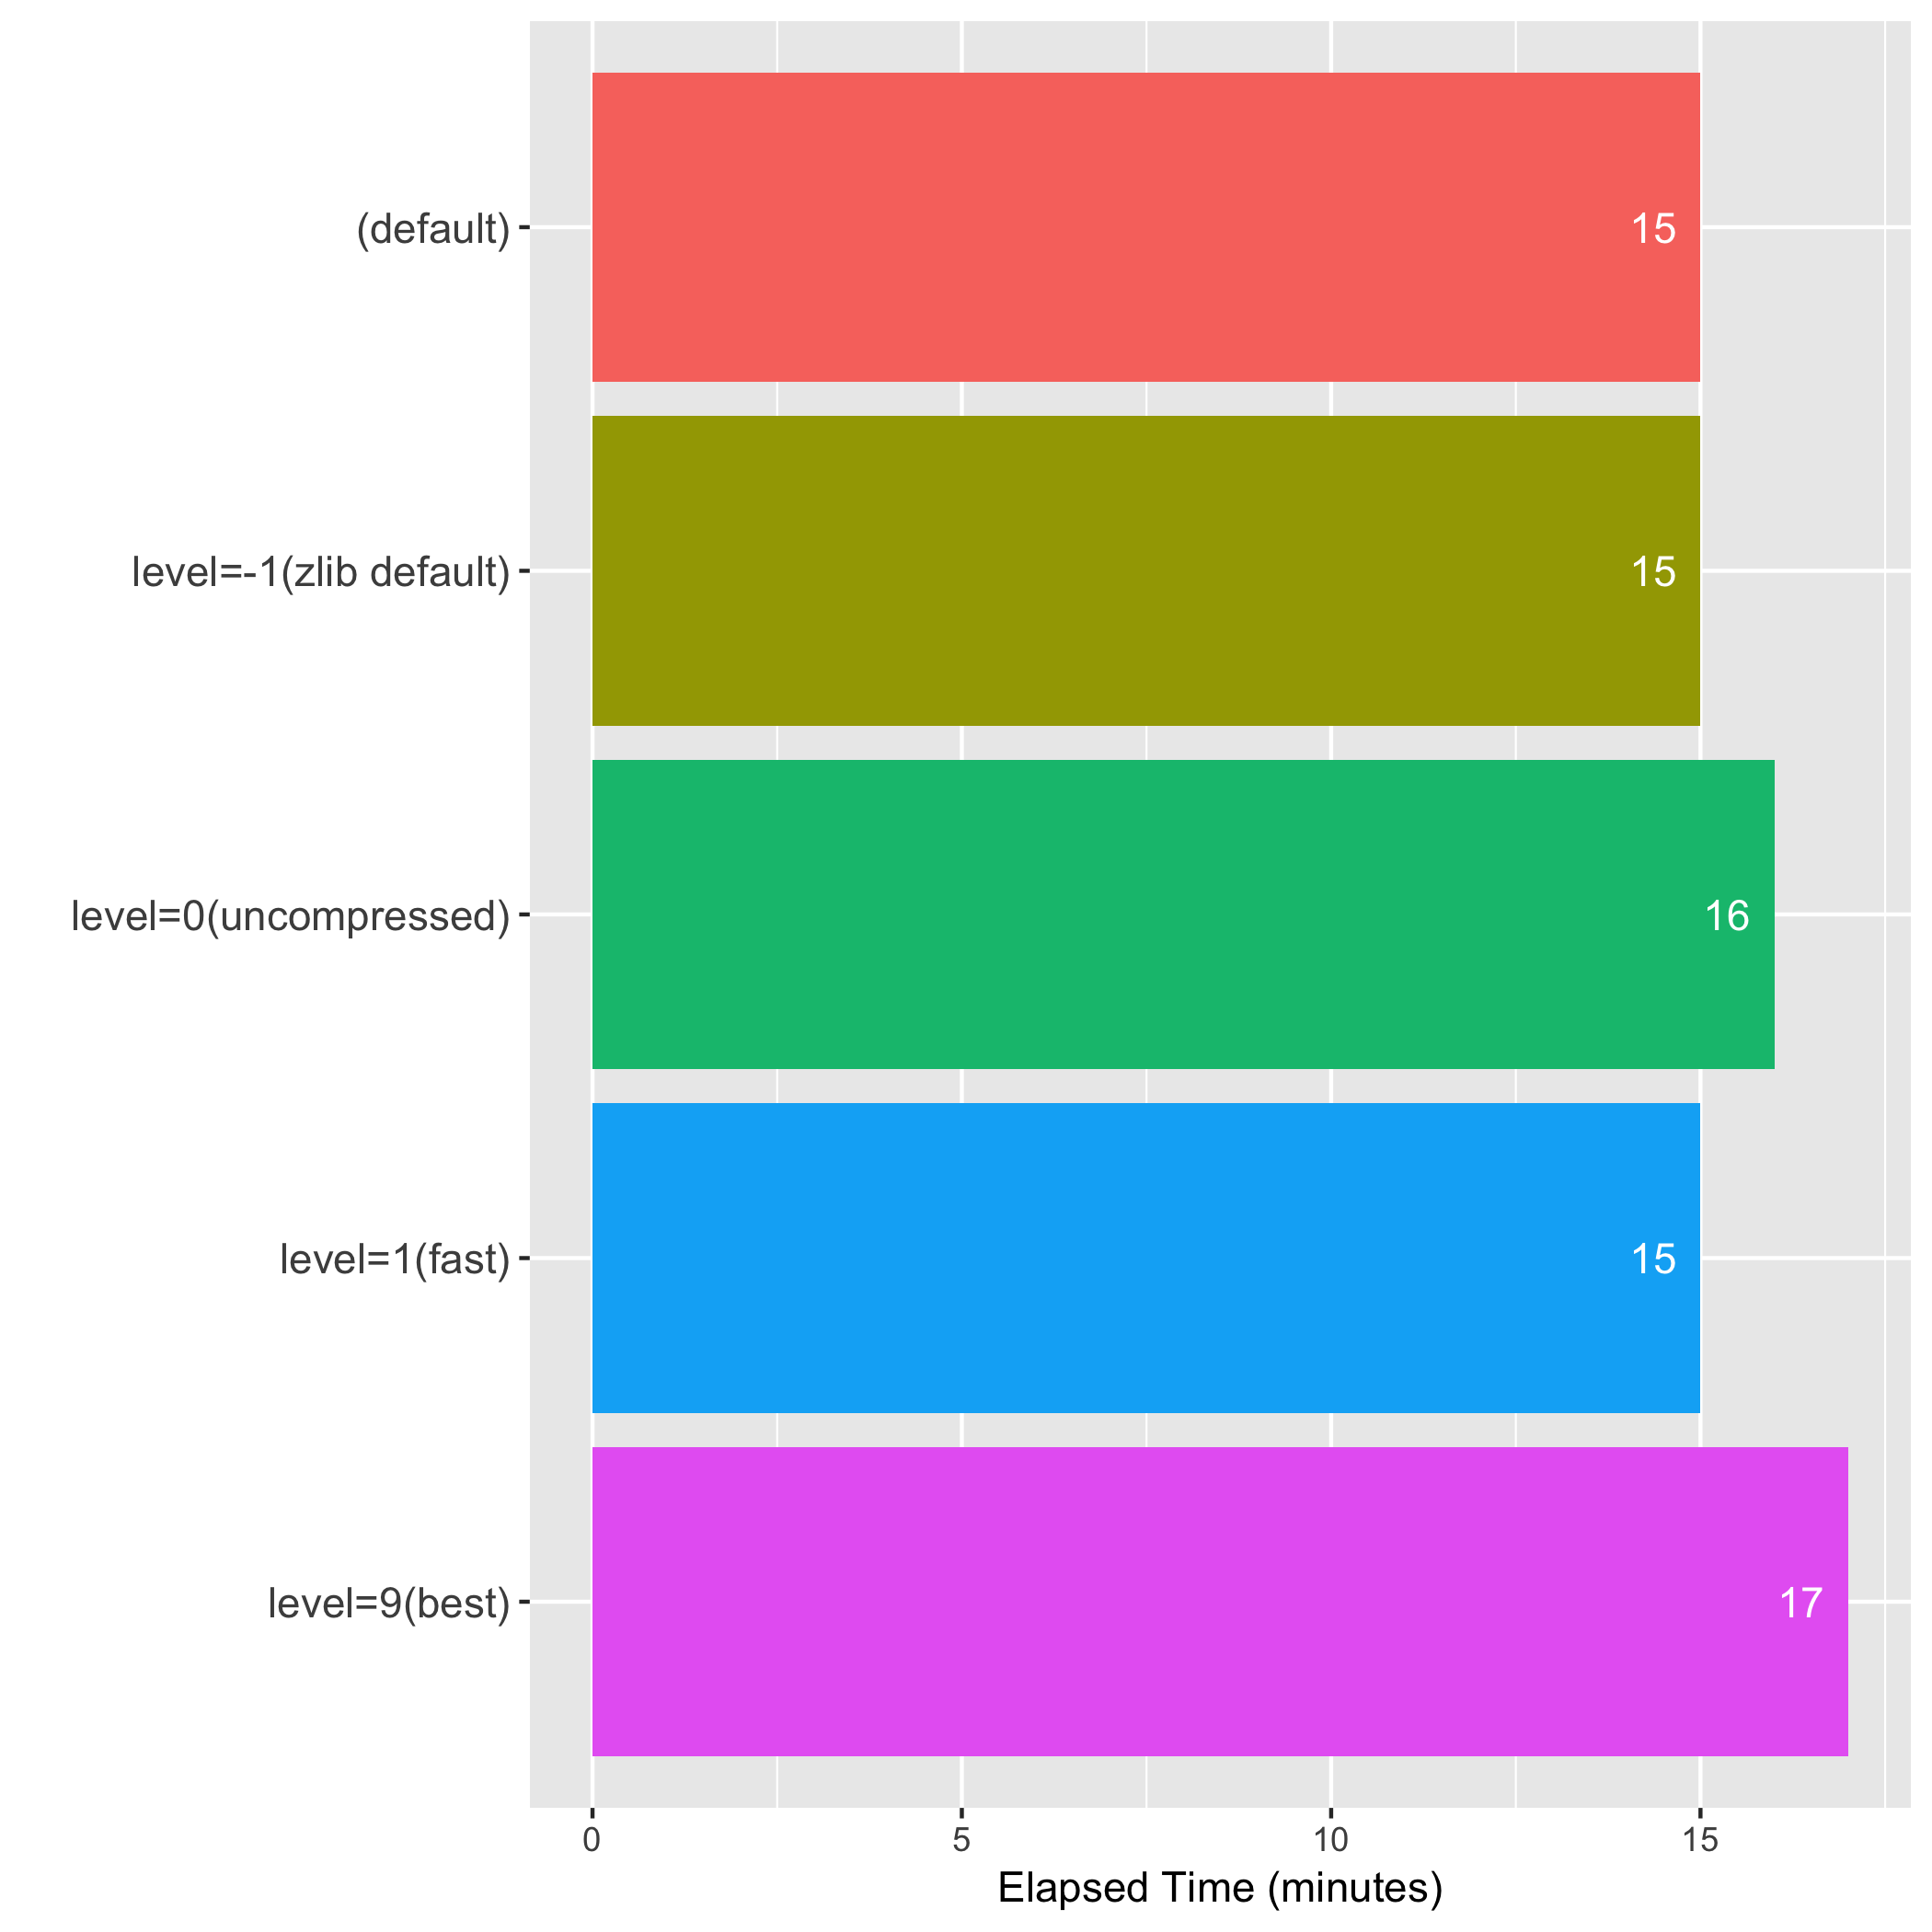 (default)
15
level=-1(zlib default)
15
level=0(uncompressed)
16
level=1(fast)
15
level=9(best)
17
0 5 10 15
Elapsed Time (minutes)